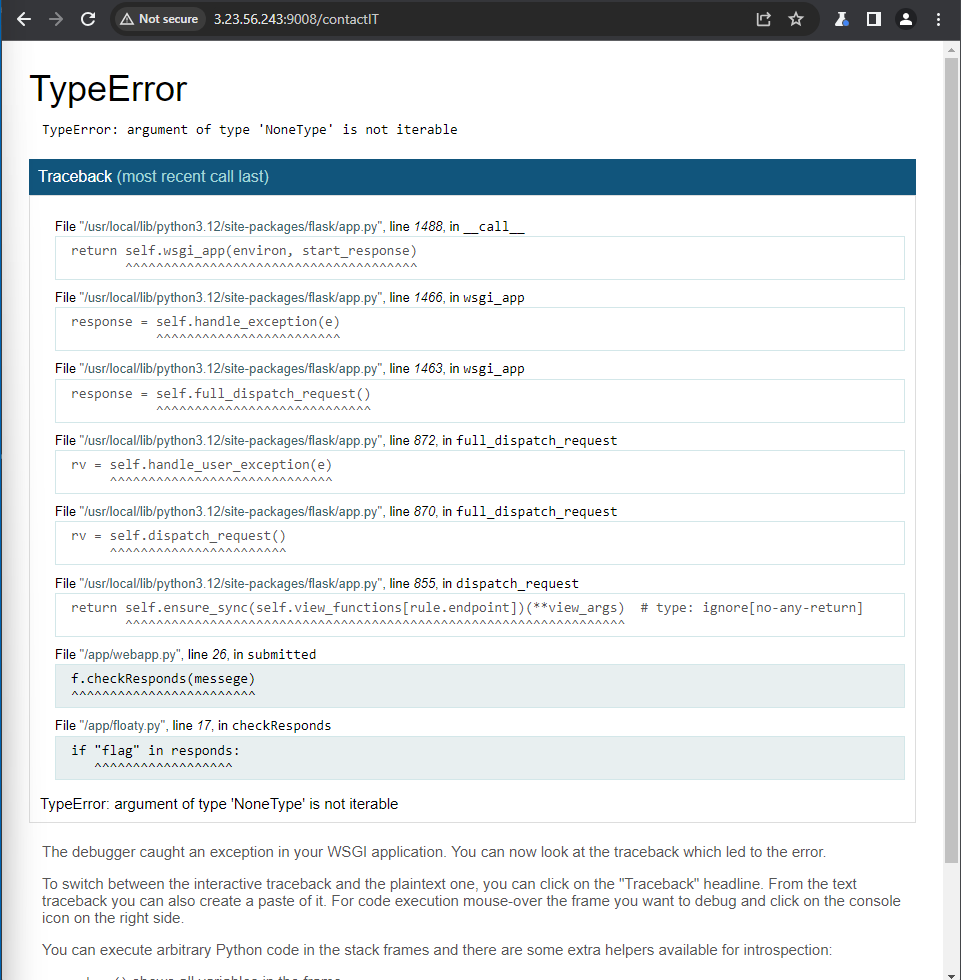 Not secure 3.23.56.243:9008/contactIT
TypeError
TypeError: argument of type 'NoneType' is not iterable
Traceback (most recent call last)
File "/usr/local/lib/python3.12/site-packages/flask/app.py", line 1488, in __call__
return self.wsgi_app(environ, start_response)
^^^^^^^^^^^^^^^^^^^^^^^^^^^^^^^^^^^^^^
File "/usr/local/lib/python3.12/site-packages/flask/app.py", line 1466, in wsgi_app
response = self.handle_exception(e)
^^^^^^^^^^^^^^^^^^^^^^^^
File "/usr/local/lib/python3.12/site-packages/flask/app.py", line 1463, in wsgi_app
response = self.full_dispatch_request()
^^^^^^^^^^^^^^^^^^^^^^^^^^^^
File "/usr/local/lib/python3.12/site-packages/flask/app.py", line 872, in full_dispatch_request
rv = self.handle_user_exception(e)
^^^^^^^^^^^^^^^^^^^^^^^^^^^^^
File "/usr/local/lib/python3.12/site-packages/flask/app.py", line 870, in full_dispatch_request
rv = self.dispatch_request()
^^^^^^^^^^^^^^^^^^^^^^^
File "/usr/local/lib/python3.12/site-packages/flask/app.py", line 855, in dispatch_request
return self.ensure_sync(self.view_functions[rule.endpoint])(**view_args)  # type: ignore[no-any-return]
^^^^^^^^^^^^^^^^^^^^^^^^^^^^^^^^^^^^^^^^^^^^^^^^^^^^^^^^^^^^^^^^^
File "/app/webapp.py", line 26, in submitted
f.checkResponds(messege)
^^^^^^^^^^^^^^^^^^^^^^^^
File "/app/floaty.py", line 17, in checkResponds
if "flag" in responds:
^^^^^^^^^^^^^^^^^^
TypeError: argument of type 'NoneType' is not iterable
The debugger caught an exception in your WSGI application. You can now look at the traceback which led to the error.
To switch between the interactive traceback and the plaintext one, you can click on the "Traceback" headline. From the text
traceback you can also create a paste of it. For code execution mouse-over the frame you want to debug and click on the console
icon on the right side.
You can execute arbitrary Python code in the stack frames and there are some extra helpers available for introspection:
() shows all variables in the frame